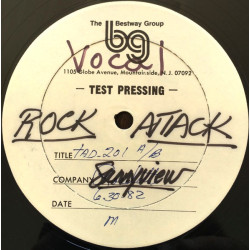 The Bestway Group
bg
Vocal
1105 Globe Avenue, Mountainside, N.J. 07092
— TEST PRESSING —
ROCK ATTACK
TITLE TAD-201 A/B
COMPANY Sunnyview
DATE 6-30-82
M